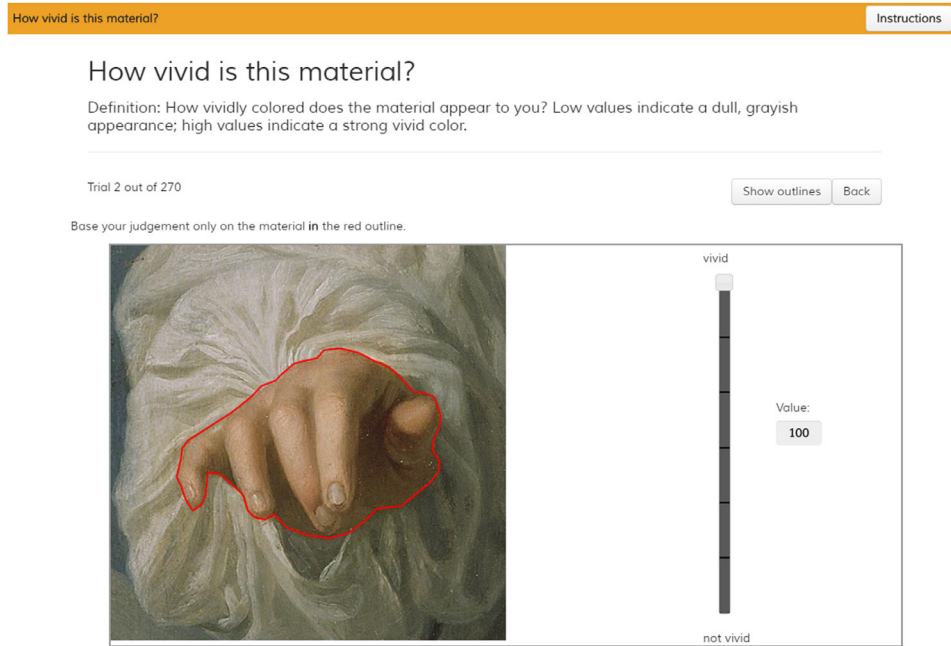 How vivid is this material?
Instructions
How vivid is this material?
Definition: How vividly colored does the material appear to you? Low values indicate a dull, grayish
appearance; high values indicate a strong vivid color.
Trial 2 out of 270
Show outlines
Back
Base your judgement only on the material in the red outline.
vivid
Value:
100
not vivid